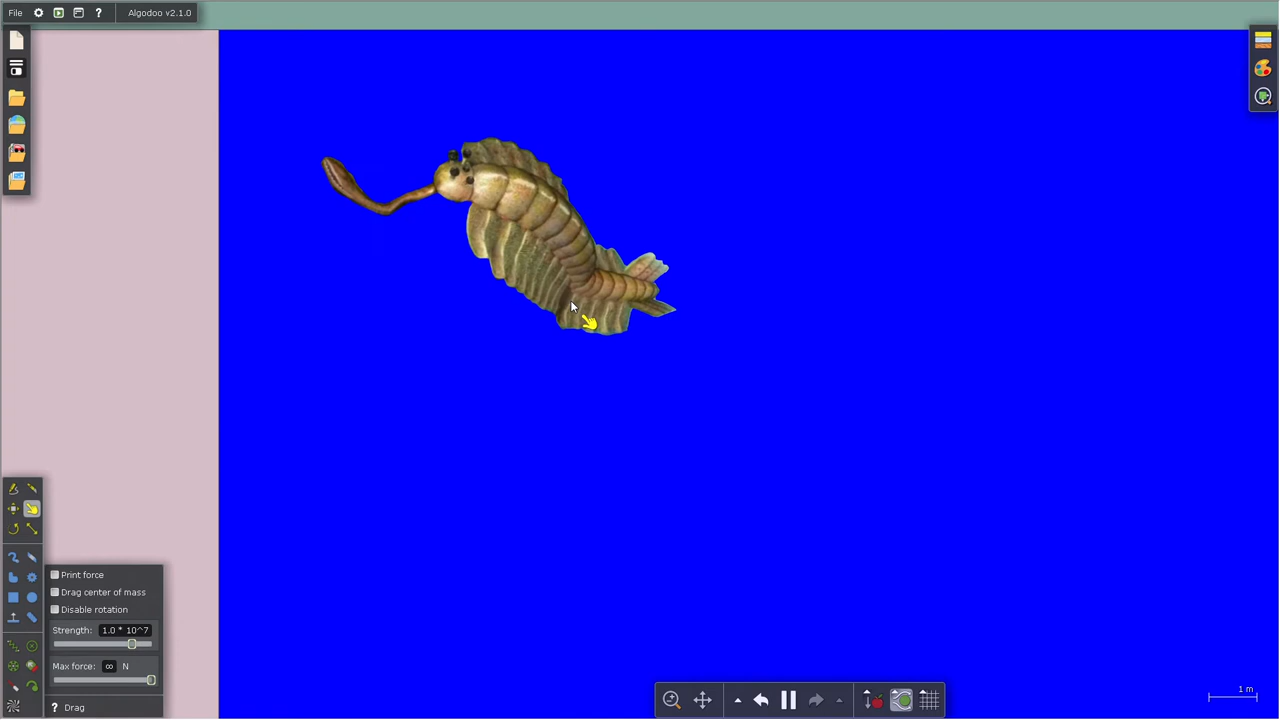 File ? Algodoo v2.1.0
Print force
Drag center of mass
Disable rotation
Strength: 1.0 * 10^7
Max force: ∞ N
? Drag
1 m